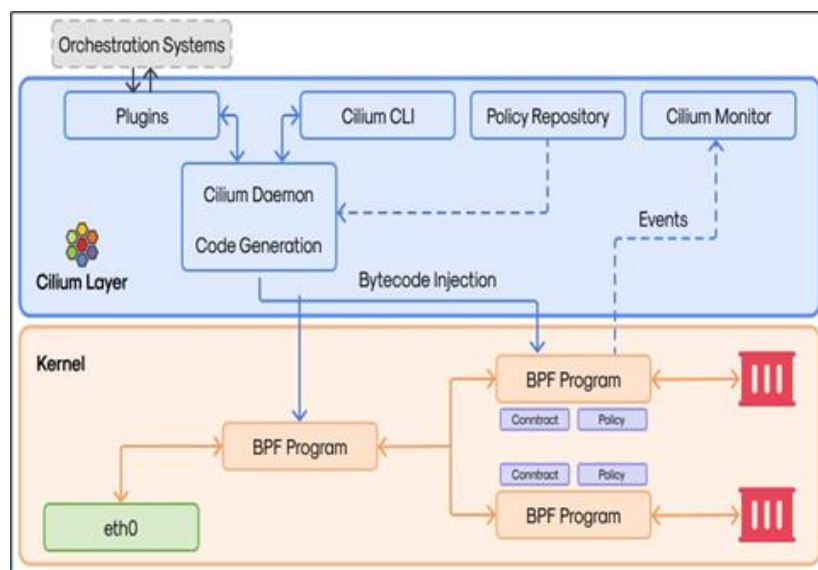 Orchestration Systems
Plugins
Cilium CLI
Policy Repository
Cilium Monitor
Cilium Daemon
Code Generation
Events
Cilium Layer
Bytecode Injection
Kernel
BPF Program
Conntract
Policy
BPF Program
Conntract
Policy
BPF Program
eth0